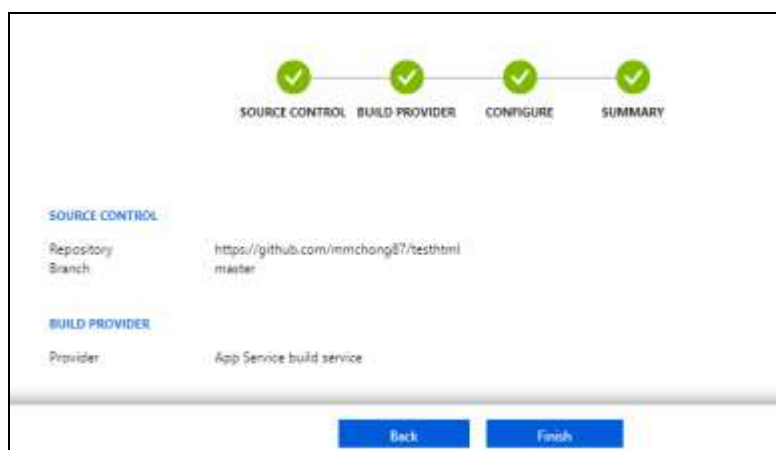 SOURCE CONTROL BUILD PROVIDER CONFIGURE SUMMARY
SOURCE CONTROL
Repository https://github.com/mmchong87/testhtml
Branch master
BUILD PROVIDER
Provider App Service build service
Back Finish